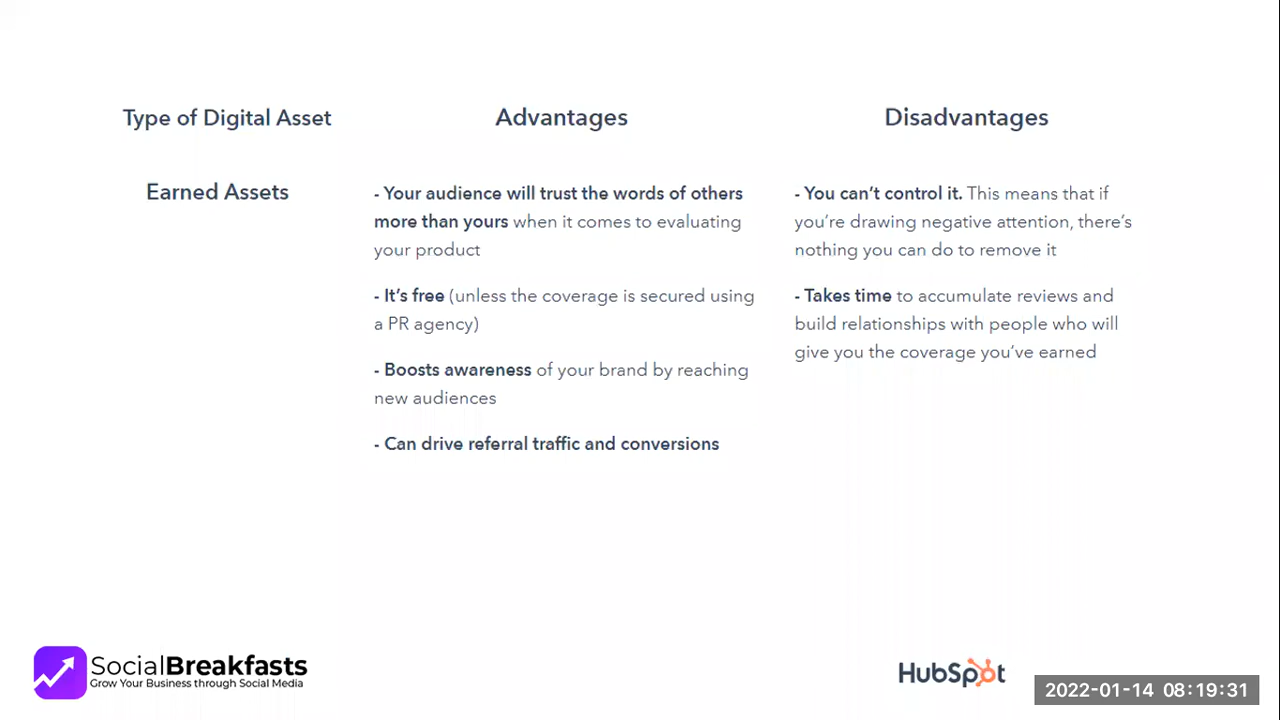 Type of Digital Asset
Advantages
Disadvantages
Earned Assets
- Your audience will trust the words of others
more than yours when it comes to evaluating
your product
- It’s free (unless the coverage is secured using
a PR agency)
- Boosts awareness of your brand by reaching
new audiences
- Can drive referral traffic and conversions
- You can’t control it. This means that if
you’re drawing negative attention, there’s
nothing you can do to remove it
- Takes time to accumulate reviews and
build relationships with people who will
give you the coverage you’ve earned
SocialBreakfasts
Grow Your Business through Social Media
HubSpot
2022-01-14 08:19:31